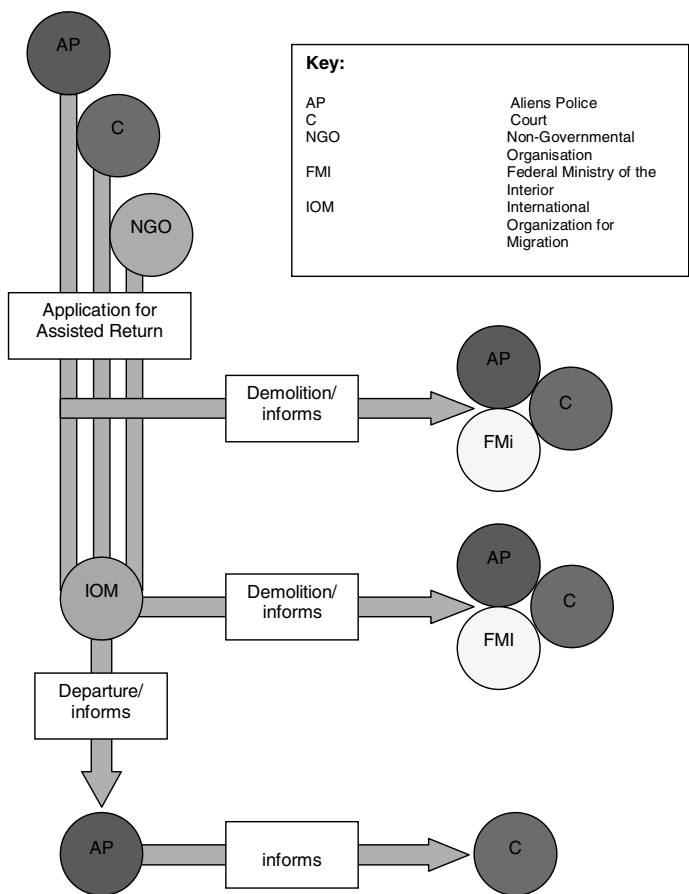 AP
C
NGO
Key:
AP Aliens Police
C Court
NGO Non-Governmental
Organisation
FMI Federal Ministry of the
Interior
IOM International
Organization for
Migration
Application for
Assisted Return
Demolition/
informs
AP
C
FMi
IOM
Demolition/
informs
AP
C
FMI
Departure/
informs
AP
informs
C